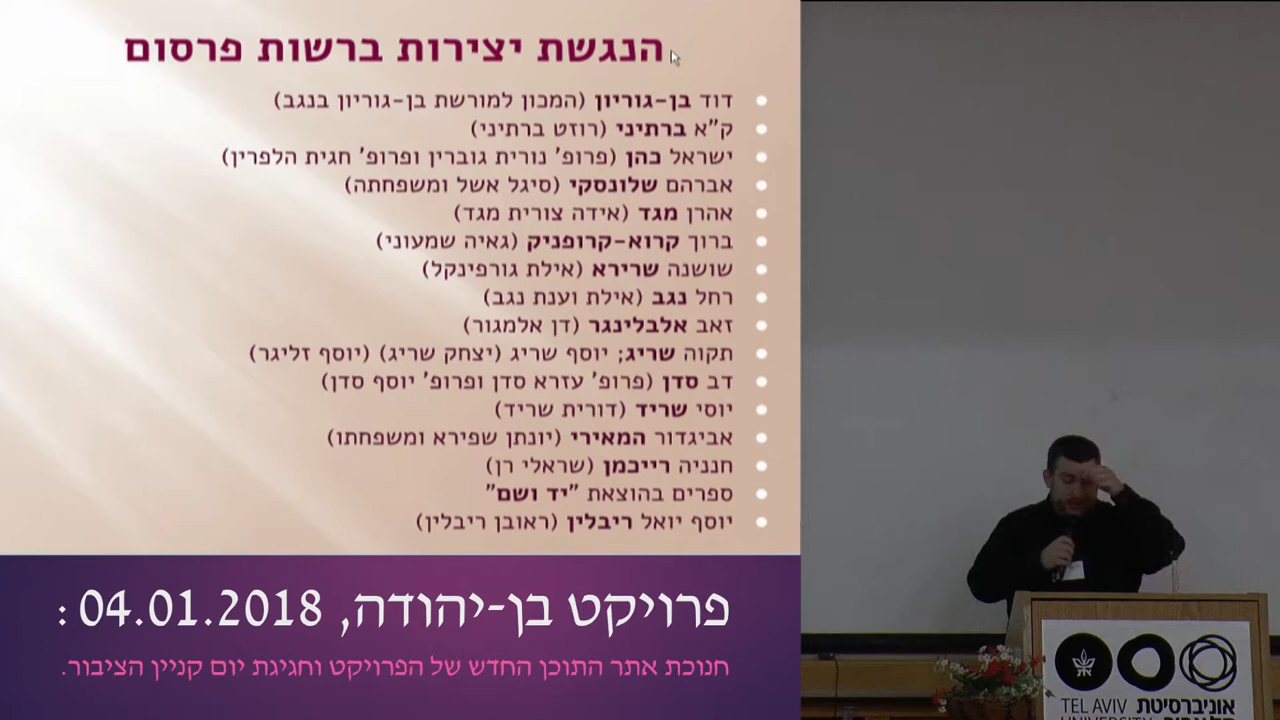 הנגשת יצירות ברשות פרסום
דוד בן-גוריון (המכון למורשת בן-גוריון בנגב)
ק"א ברתיני (רוזט ברתיני)
ישראל כהן (פרופ' נורית גוברין ופרופ' חגית הלפרין)
אברהם שלונסקי (סיגל אשל ומשפחתה)
אהרן מגד (אידה צורית מגד)
ברוך קרוא-קרופניק (גאיה שמעוני)
שושנה שרירא (אילת גורפינקל)
רחל נגב (אילת וענת נגב)
זאב אלבלינגר (דן אלמגור)
תקוה שריג; יוסף שריג (יצחק שריג) (יוסף זליגר)
דב סדן (פרופ' עזרא סדן ופרופ' יוסף סדן)
יוסי שריד (דורית שריד)
אביגדור המאירי (יונתן שפירא ומשפחתו)
חנניה רייכמן (שראלי רן)
ספרים בהוצאת "יד ושם"
יוסף יואל ריבלין (ראובן ריבלין)
פרויקט בן-יהודה, 04.01.2018 :
חנוכת אתר התוכן החדש של הפרויקט וחגיגת יום קניין הציבור.
TEL AVIV אוניברסיטת
UNIVERSITY